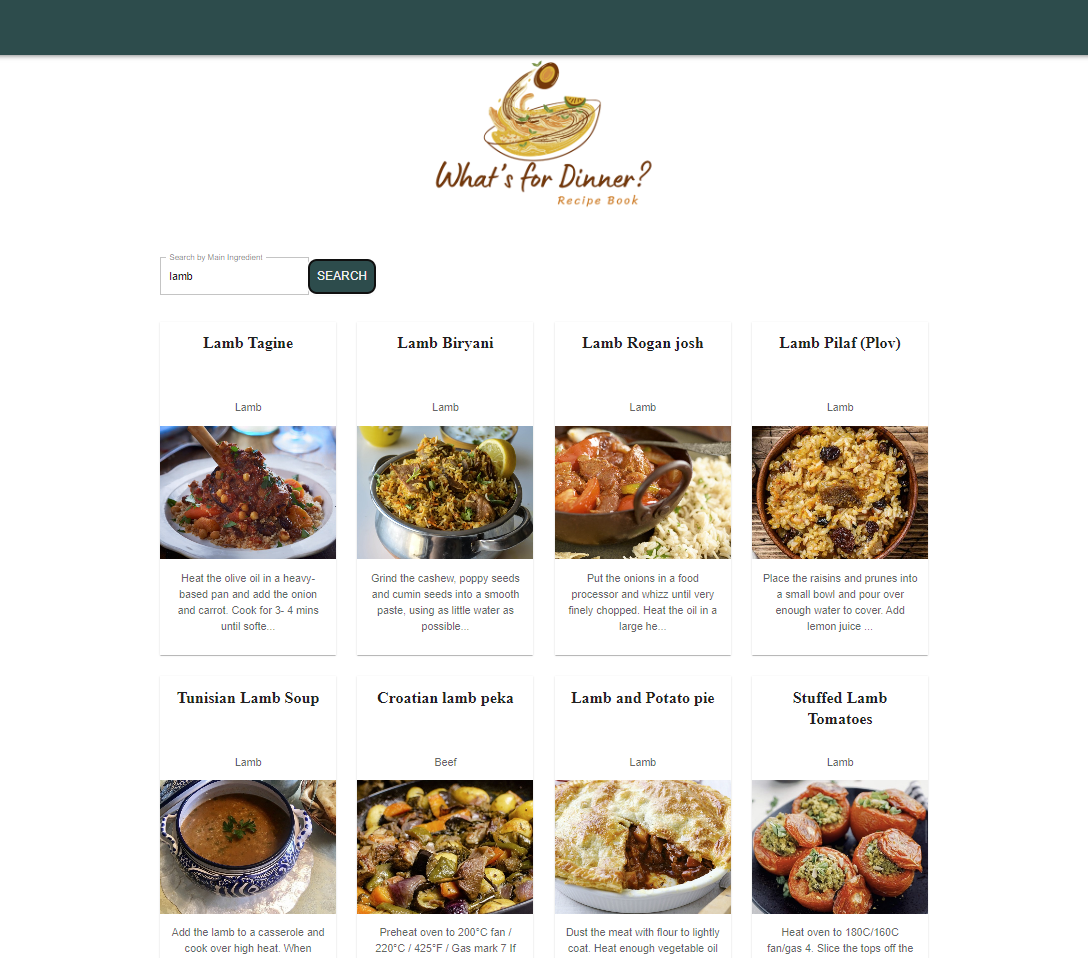 What's for Dinner?
Recipe Book
Search by Main Ingredient
lamb
SEARCH
Lamb Tagine
Lamb
Heat the olive oil in a heavy-
based pan and add the onion
and carrot. Cook for 3- 4 mins
until softe...
Lamb Biryani
Lamb
Grind the cashew, poppy seeds
and cumin seeds into a smooth
paste, using as little water as
possible...
Lamb Rogan josh
Lamb
Put the onions in a food
processor and whizz until very
finely chopped. Heat the oil in a
large he...
Lamb Pilaf (Plov)
Lamb
Place the raisins and prunes into
a small bowl and pour over
enough water to cover. Add
lemon juice ...
Tunisian Lamb Soup
Lamb
Add the lamb to a casserole and
cook over high heat. When
Croatian lamb peka
Beef
Preheat oven to 200°C fan /
220°C / 425°F / Gas mark 7 If
Lamb and Potato pie
Lamb
Dust the meat with flour to lightly
coat. Heat enough vegetable oil
Stuffed Lamb
Tomatoes
Lamb
Heat oven to 180C/160C
fan/gas 4. Slice the tops off the